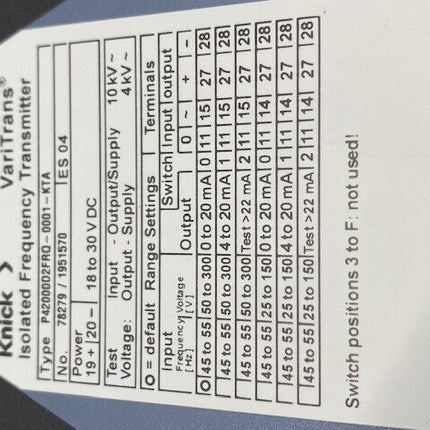 Knick > VariTrans®
Isolated Frequency Transmitter
Type P42000D2FRQ-0001-KTA
No. 78279 / 1951570 ES 04
Power
19 + 20 – 18 to 30 V DC
Test Input - Output/Supply 10 kV ~
Voltage: Output - Supply 4 kV ~
O = default Range Settings Terminals
Input Output Switch Input output
Frequency [Hz] Voltage [V] 0 ~ + –
O 45 to 55 50 to 300 0 to 20 mA 0 11 15 27 28
45 to 55 50 to 300 4 to 20 mA 1 11 15 27 28
45 to 55 50 to 300 Test >22 mA 2 11 15 27 28
45 to 55 25 to 150 0 to 20 mA 0 11 14 27 28
45 to 55 25 to 150 4 to 20 mA 1 11 14 27 28
45 to 55 25 to 150 Test >22 mA 2 11 14 27 28
Switch positions 3 to F: not used!